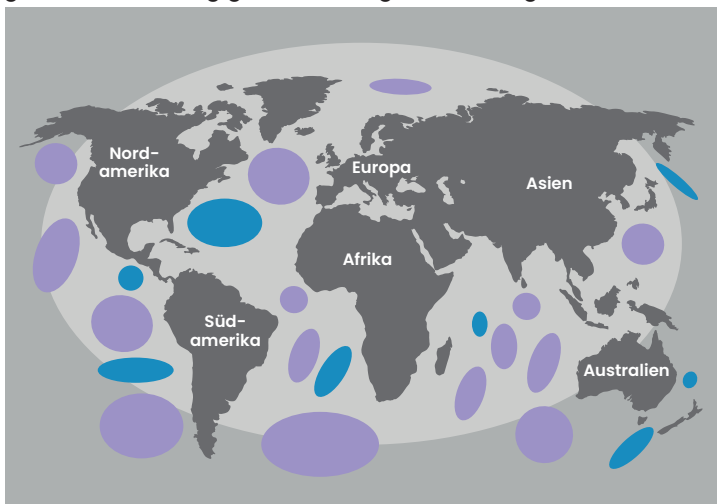 Nord-
amerika
Europa
Asien
Afrika
Süd-
amerika
Australien